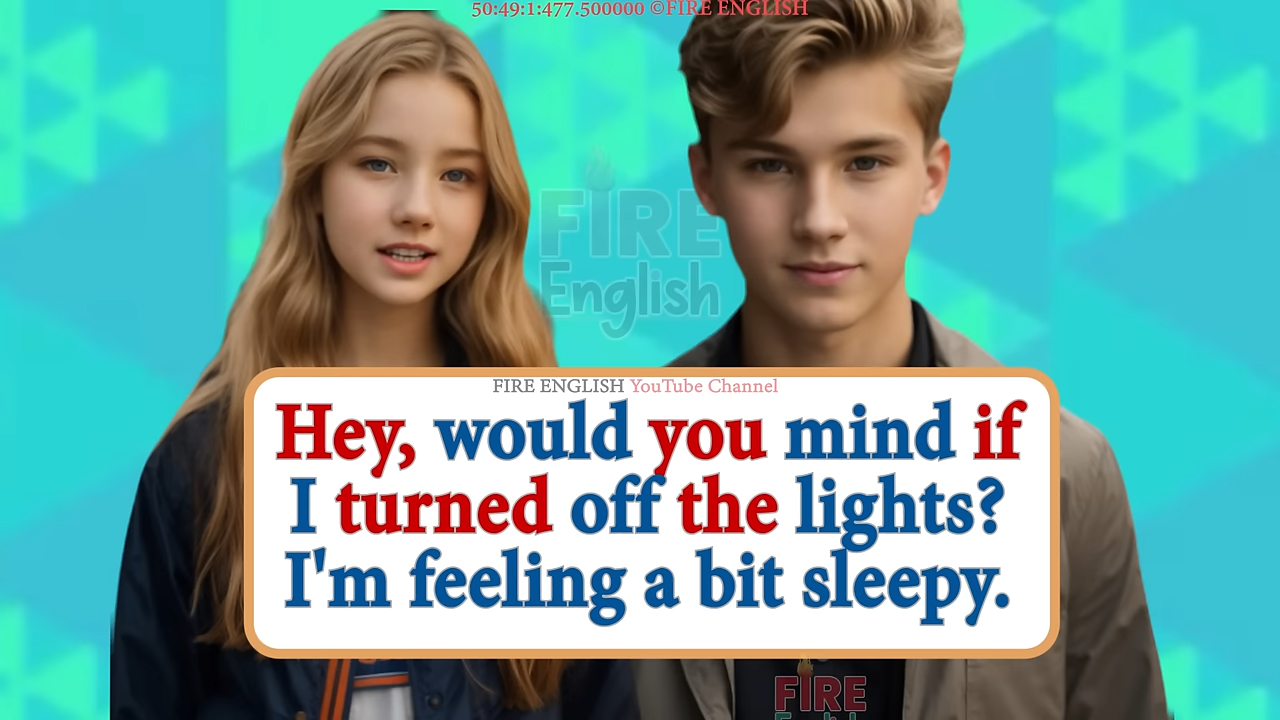 50:49:1:477.500000 ©FIRE ENGLISH
FIRE
English
FIRE ENGLISH YouTube Channel
Hey, would you mind if
I turned off the lights?
I'm feeling a bit sleepy.
FIRE
English